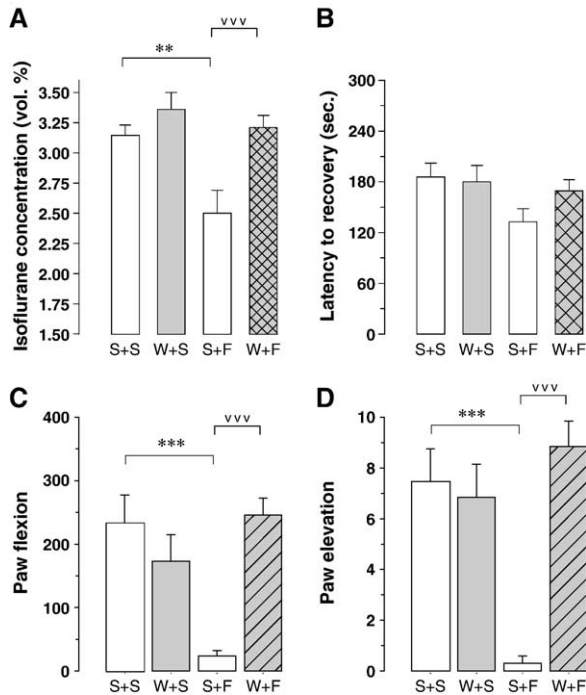 A
Isoflurane concentration (vol. %)
3.50
3.25
3.00
2.75
2.50
2.25
2.00
1.75
1.50
**
vvv
S+S W+S S+F W+F
B
Latency to recovery (sec.)
300
240
180
120
60
0
S+S W+S S+F W+F
C
Paw flexion
400
300
200
100
0
***
vvv
S+S W+S S+F W+F
D
Paw elevation
10
8
6
4
2
0
***
vvv
S+S W+S S+F W+F